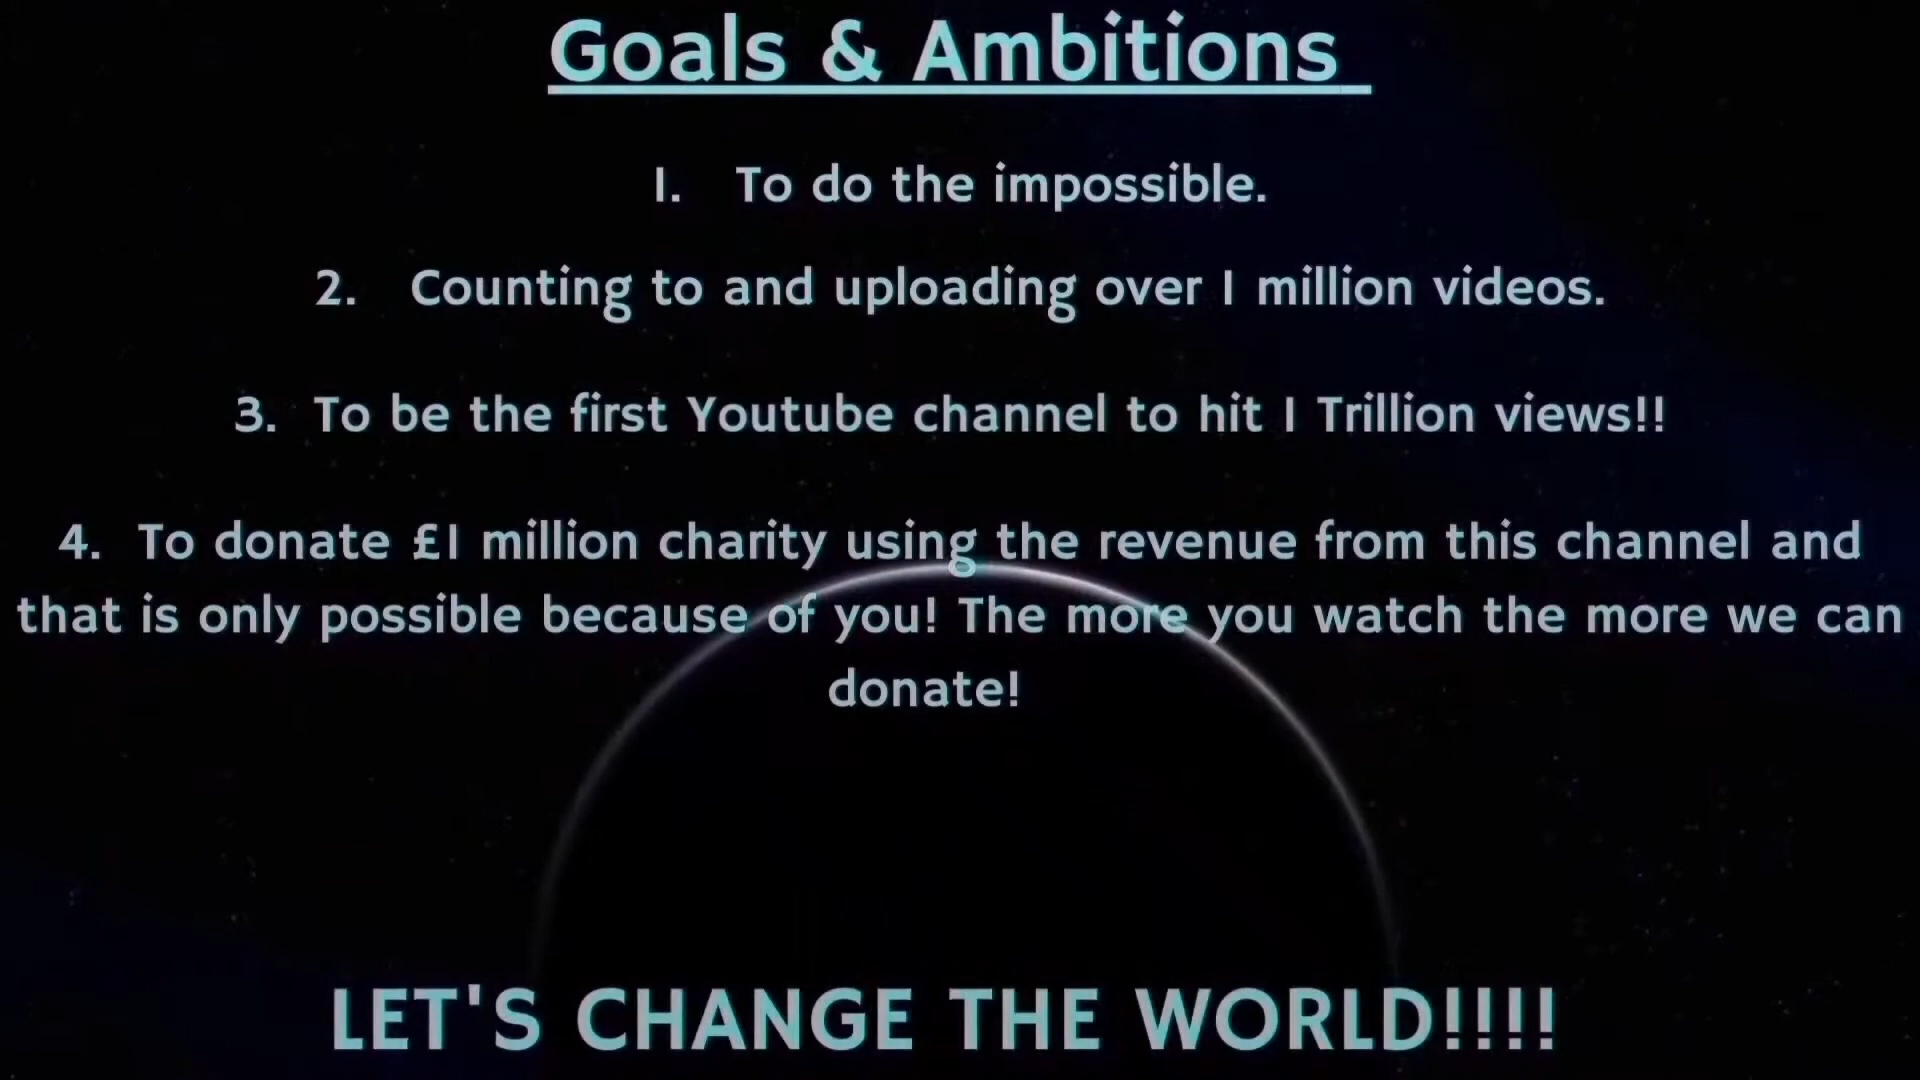 Goals & Ambitions
1. To do the impossible.
2. Counting to and uploading over 1 million videos.
3. To be the first Youtube channel to hit 1 Trillion views!!
4. To donate £1 million charity using the revenue from this channel and
that is only possible because of you! The more you watch the more we can
donate!
LET'S CHANGE THE WORLD!!!!